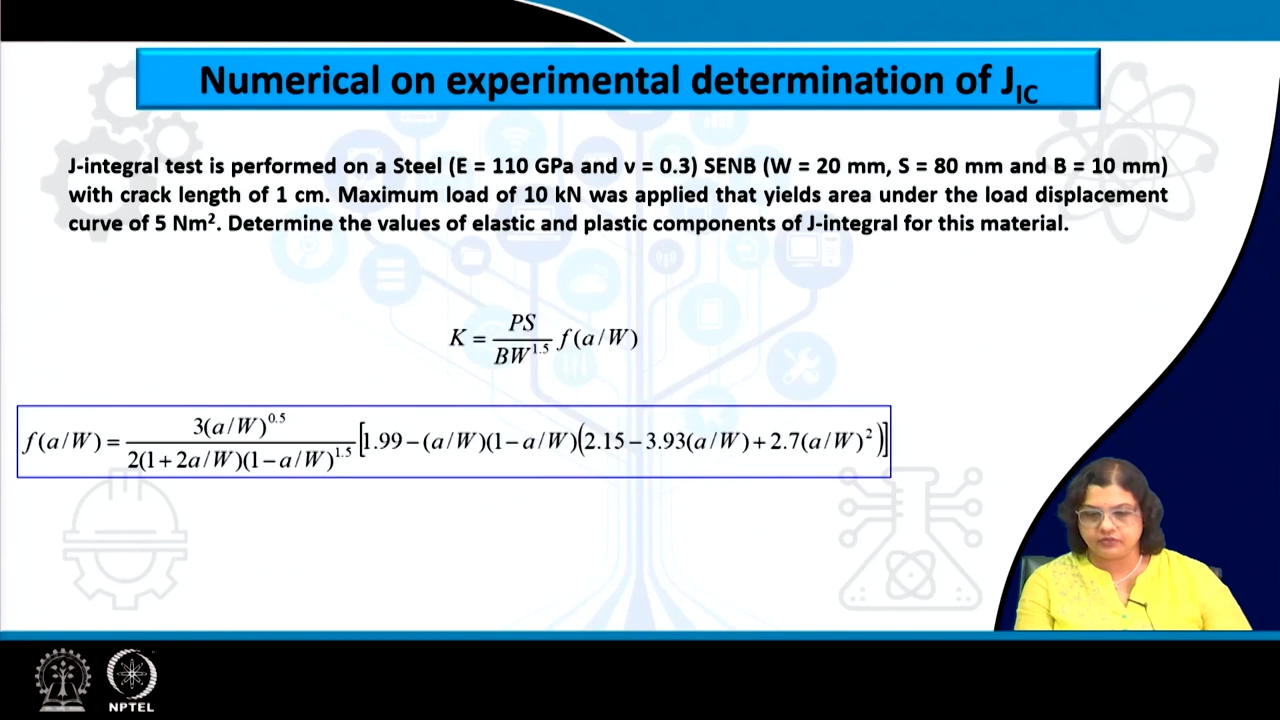 Numerical on experimental determination of J_IC
J-integral test is performed on a Steel (E = 110 GPa and ν = 0.3) SENB (W = 20 mm, S = 80 mm and B = 10 mm)
with crack length of 1 cm. Maximum load of 10 kN was applied that yields area under the load displacement
curve of 5 Nm². Determine the values of elastic and plastic components of J-integral for this material.
K = \frac{PS}{BW^{1.5}} f(a/W)
f(a/W) = \frac{3(a/W)^{0.5}}{2(1+2a/W)(1-a/W)^{1.5}} [1.99-(a/W)(1-a/W)(2.15-3.93(a/W)+2.7(a/W)^2)]
NPTEL